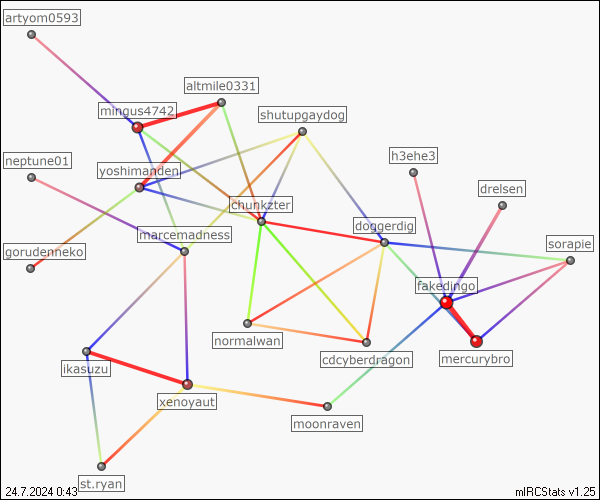 artyom0593
altmile0331
mingus4742
shutupgaydog
h3ehe3
neptune01
yoshimanden
drelsen
chunkzter
marcemadness
doggerdig
sorapie
gorudenneko
fakedingo
normalwan
cdcyberdragon
mercurybro
ikasuzu
xenoyaut
moonraven
st.ryan
24.7.2024 0:43
mIRCStats v1.25